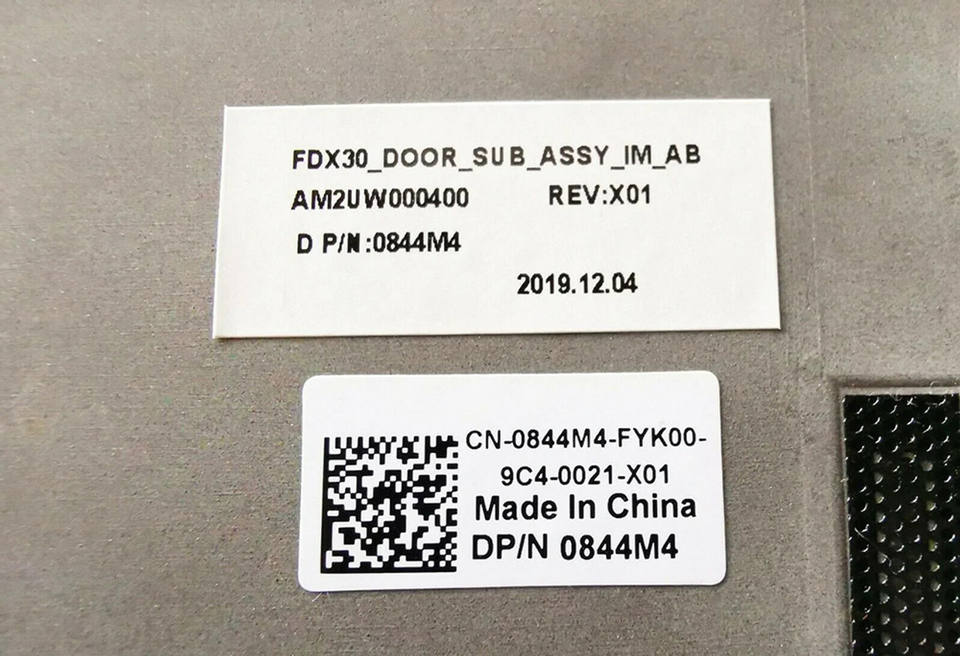 FDX30_DOOR_SUB_ASSY_IM_AB
AM2UW000400 REV:X01
D P/N:0844M4
2019.12.04
CN-0844M4-FYK00-
9C4-0021-X01
Made In China
DP/N 0844M4